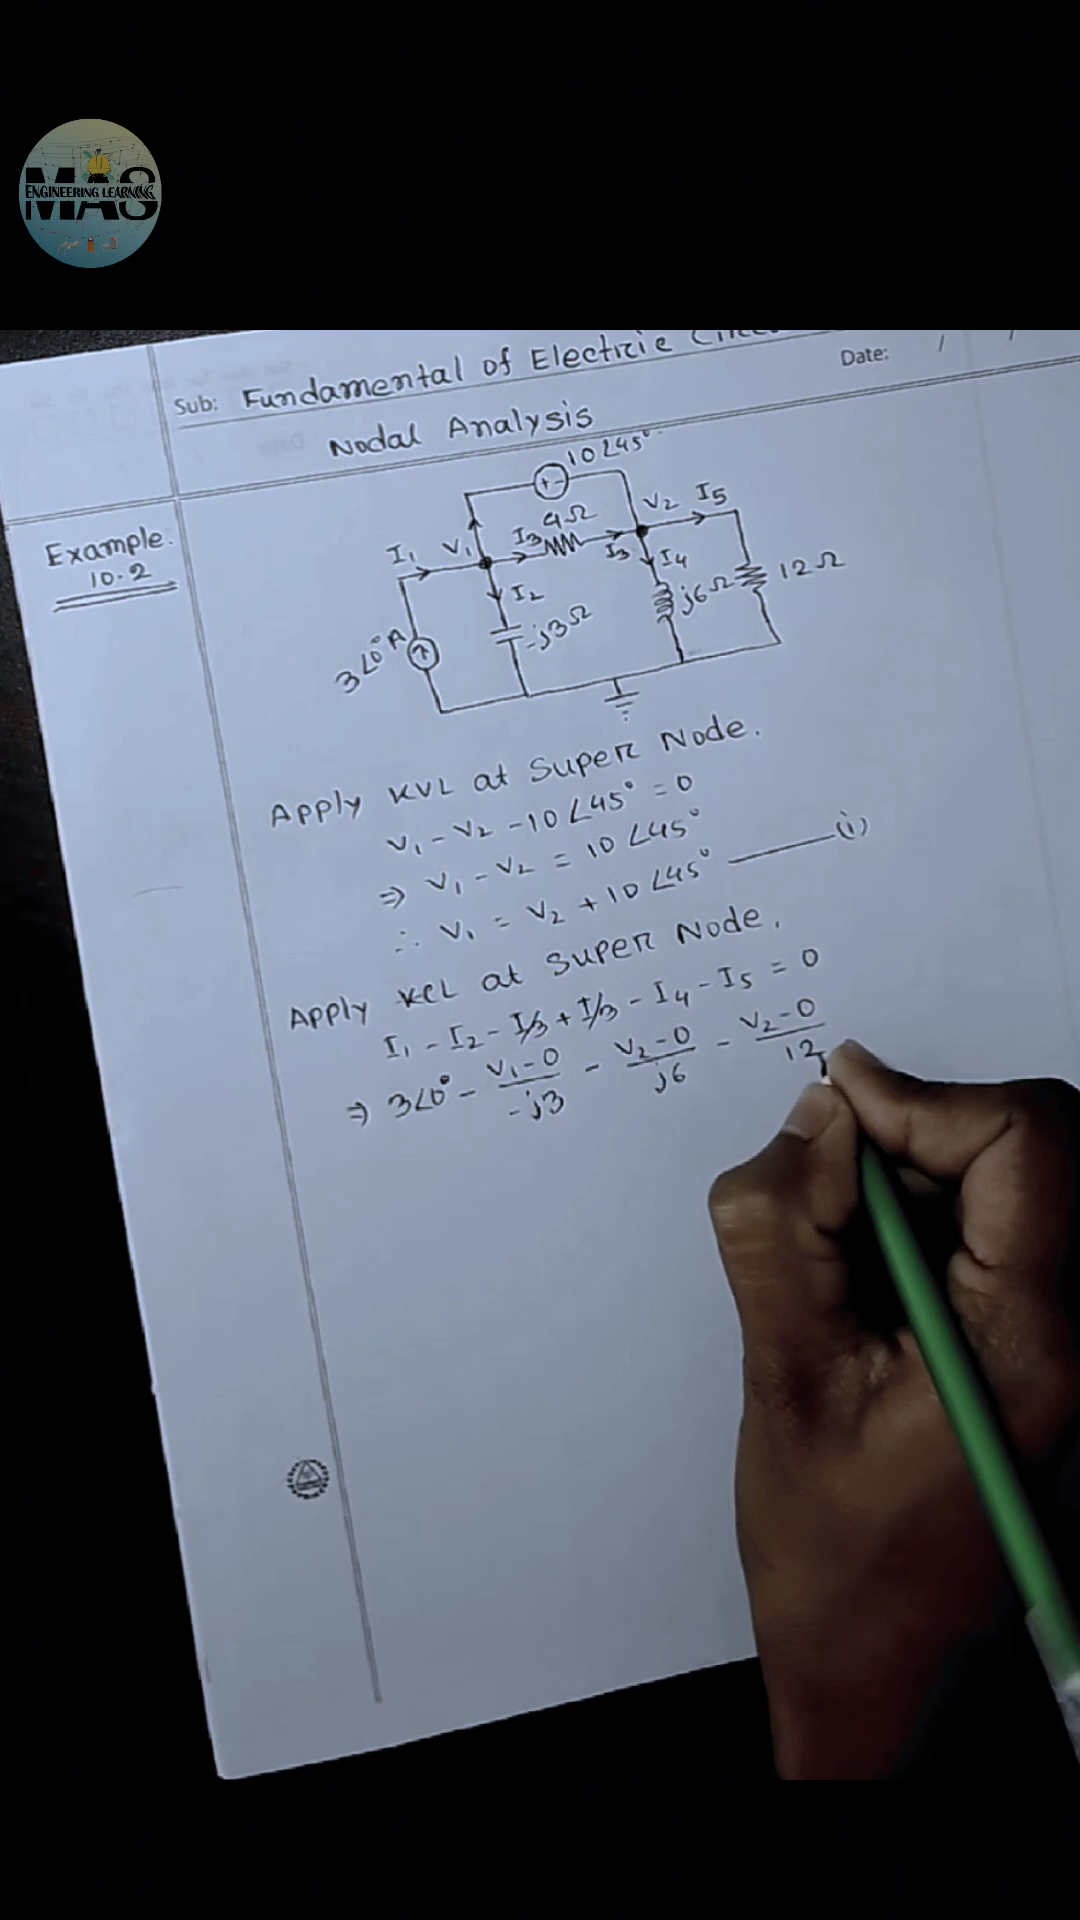 MAS
ENGINEERING LEARNING
Sub: Fundamental of Electric
Date: / /
Nodal Analysis
Example.
10.2
10∠45°
I₁
V₁
I₃
4Ω
I₃
V₂
I₅
I₂
I₄
3∠0° A
-j3Ω
j6Ω
12Ω
Apply KVL at Super Node.
V₁ - V₂ - 10∠45° = 0
⇒ V₁ - V₂ = 10∠45°
∴ V₁ = V₂ + 10∠45° ——— (i)
Apply KCL at Super Node.
I₁ - I₂ - I₃ + I₃ - I₄ - I₅ = 0
⇒ 3∠0° - (V₁-0)/(-j3) - (V₂-0)/(j6) - (V₂-0)/12